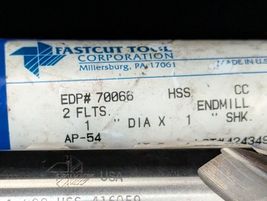 FASTCUT TOOL
CORPORATION
Millersburg, PA 17061
MADE IN U.S.
EDP# 70066 HSS CC
2 FLTS. ENDMILL
1 " DIA X 1 " SHK.
AP-54
USA